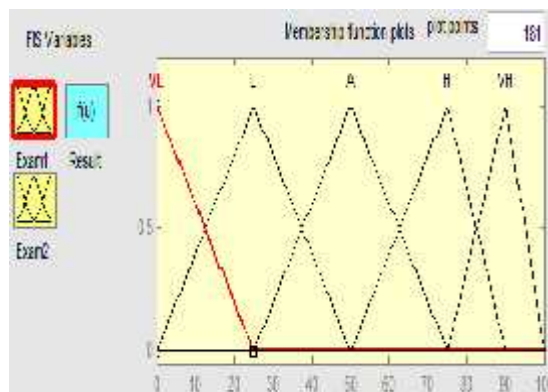 FIS Variables
Membership function plots plot points 181
VL L A H VH
f(u)
1
Exam1 Result
0.5
Exam2
0
0 10 20 30 40 50 60 70 80 90